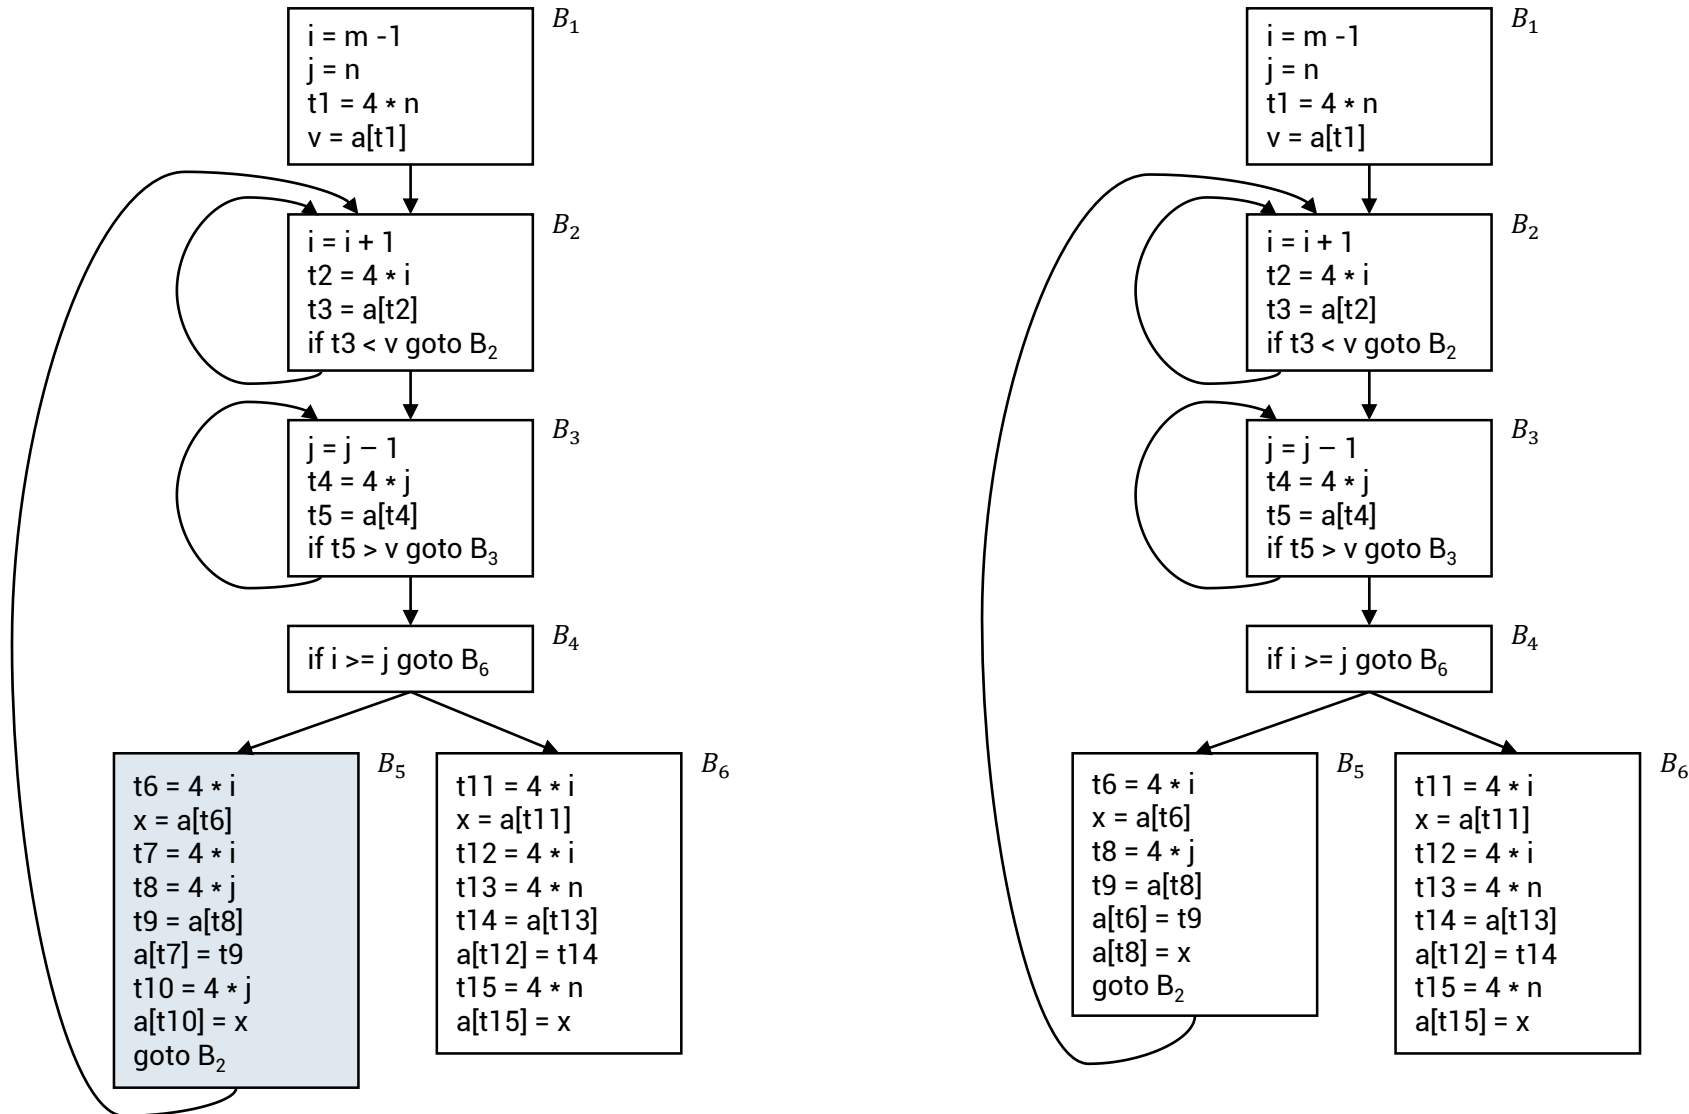 B₁
i = m -1
j = n
t1 = 4 * n
v = a[t1]
B₂
i = i + 1
t2 = 4 * i
t3 = a[t2]
if t3 < v goto B₂
B₃
j = j – 1
t4 = 4 * j
t5 = a[t4]
if t5 > v goto B₃
B₄
if i >= j goto B₆
B₅
t6 = 4 * i
x = a[t6]
t7 = 4 * i
t8 = 4 * j
t9 = a[t8]
a[t7] = t9
t10 = 4 * j
a[t10] = x
goto B₂
B₆
t11 = 4 * i
x = a[t11]
t12 = 4 * i
t13 = 4 * n
t14 = a[t13]
a[t12] = t14
t15 = 4 * n
a[t15] = x
B₁
i = m -1
j = n
t1 = 4 * n
v = a[t1]
B₂
i = i + 1
t2 = 4 * i
t3 = a[t2]
if t3 < v goto B₂
B₃
j = j – 1
t4 = 4 * j
t5 = a[t4]
if t5 > v goto B₃
B₄
if i >= j goto B₆
B₅
t6 = 4 * i
x = a[t6]
t8 = 4 * j
t9 = a[t8]
a[t6] = t9
a[t8] = x
goto B₂
B₆
t11 = 4 * i
x = a[t11]
t12 = 4 * i
t13 = 4 * n
t14 = a[t13]
a[t12] = t14
t15 = 4 * n
a[t15] = x